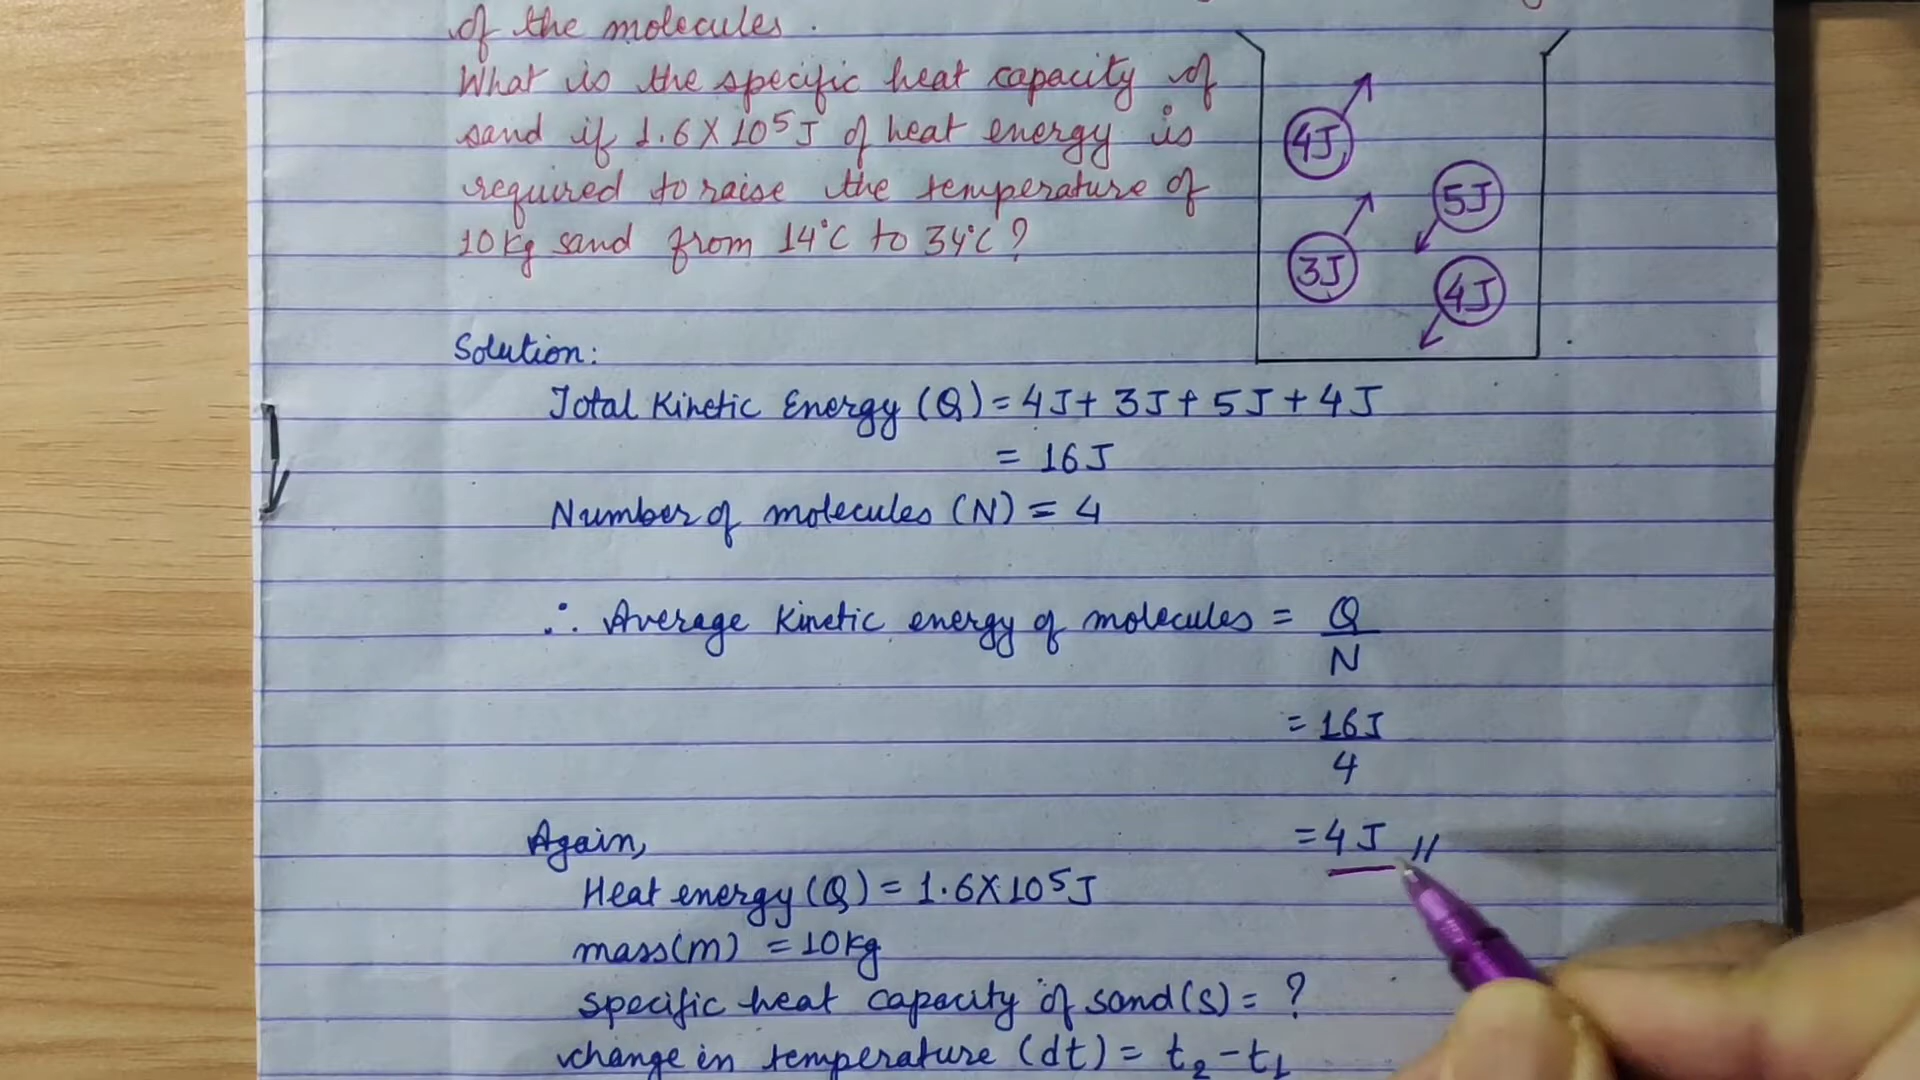 of the molecules.
What is the specific heat capacity of
sand if 1.6 X 10⁵ J of heat energy is
required to raise the temperature of
10 kg sand from 14°C to 34°C ?
4J
5J
3J
4J
Solution:
Total Kinetic Energy (Q) = 4J + 3J + 5J + 4J
= 16J
Number of molecules (N) = 4
∴ Average Kinetic energy of molecules = Q
N
= 16J
4
= 4 J //
Again,
Heat energy (Q) = 1.6 X 10⁵ J
mass (m) = 10 kg
specific heat capacity of sand (s) = ?
change in temperature (dt) = t₂ - t₁